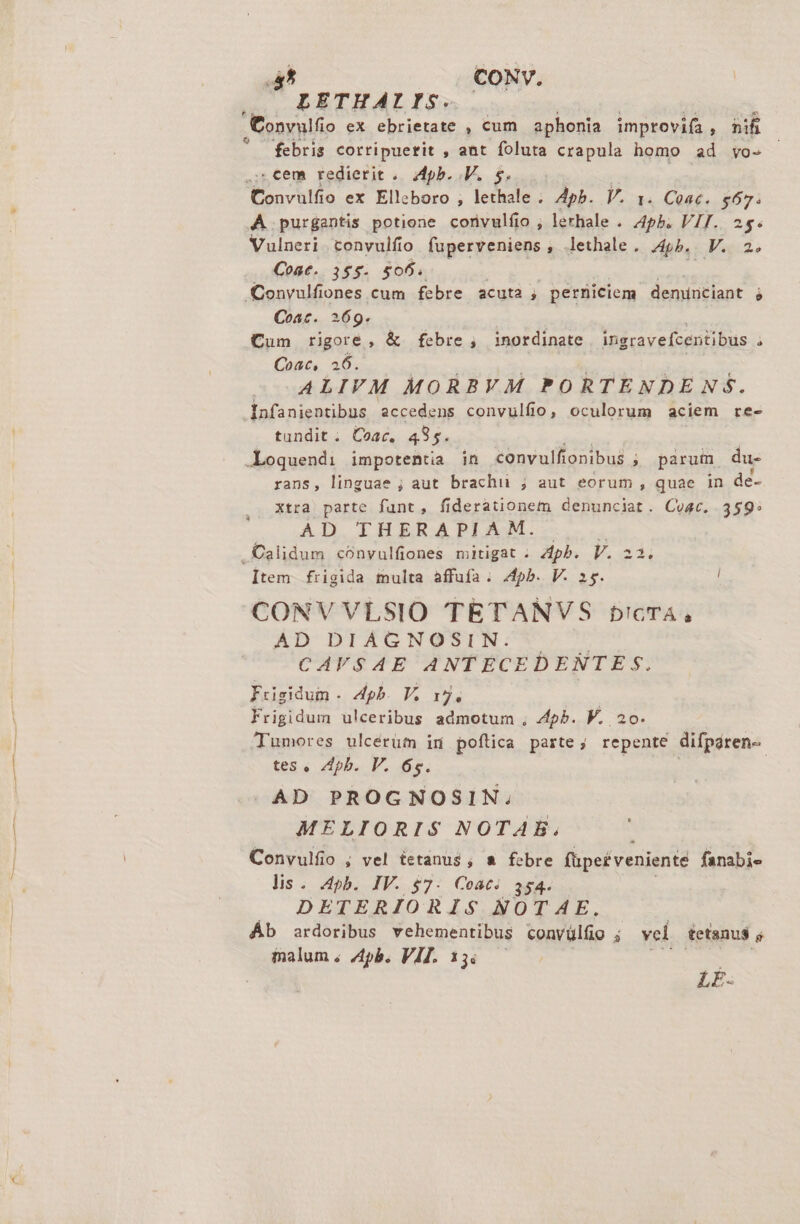 48 CONV.
LETHALIS.
Convulſio ex ebrietate , cum aphonia improviſa , niſi
febris corripuerit , aut ſoluta crapula homo ad vo-
cem redierit . Aph. V. 5.
Convulſio ex Elleboro , lethale . Aph. V. 1. Coac. 567.
A purgantis potione convulſio , lethale . Aph. VII. 25.
Vulneri convulſio ſuperveniens , lethale . Aph. V. 2.
Coac. 355. 506.
Convulſiones cum febre acuta , perniciem denunciant ;
Coac. 269.
Cum rigore , & febre , inordinate ingraveſcentibus .
Coac. 26.
ALIVM MORBVM PORTENDENS.
Inſanientibus accedens convulſio, oculorum aciem re-
tundit . Coac. 485.
Loquendi impotentia in convulſionibus , parum du-
rans , linguae , aut brachii , aut eorum , quae in de-
xtra parte ſunt , ſiderationem denunciat . Coac. 359.
AD THERAPIAM.
Calidum convulſiones mitigat . Aph. V. 22.
Item frigida multa affuſa . Aph. V. 25.
CONVVLSIO TETANVS DICTA,
AD DIAGNOSIN.
CAVSAE ANTECEDENTES.
Frigidum . Aph. V. 17.
Frigidum ulceribus admotum , Aph. V. 20.
Tumores ulcerum in poſtica parte , repente diſparen-
tes . Aph. V. 65.
AD PROGNOSIN.
MELIORIS NOTAE.
Convulſio , vel tetanus , a febre ſuperveniente ſanabi-
lis . Aph. IV. 57. Coac. 354.
DETERIORIS NOTAE.
Ab ardoribus vehementibus convulſio , vel tetanus ,
malum . Aph. VII. 13.
LE-